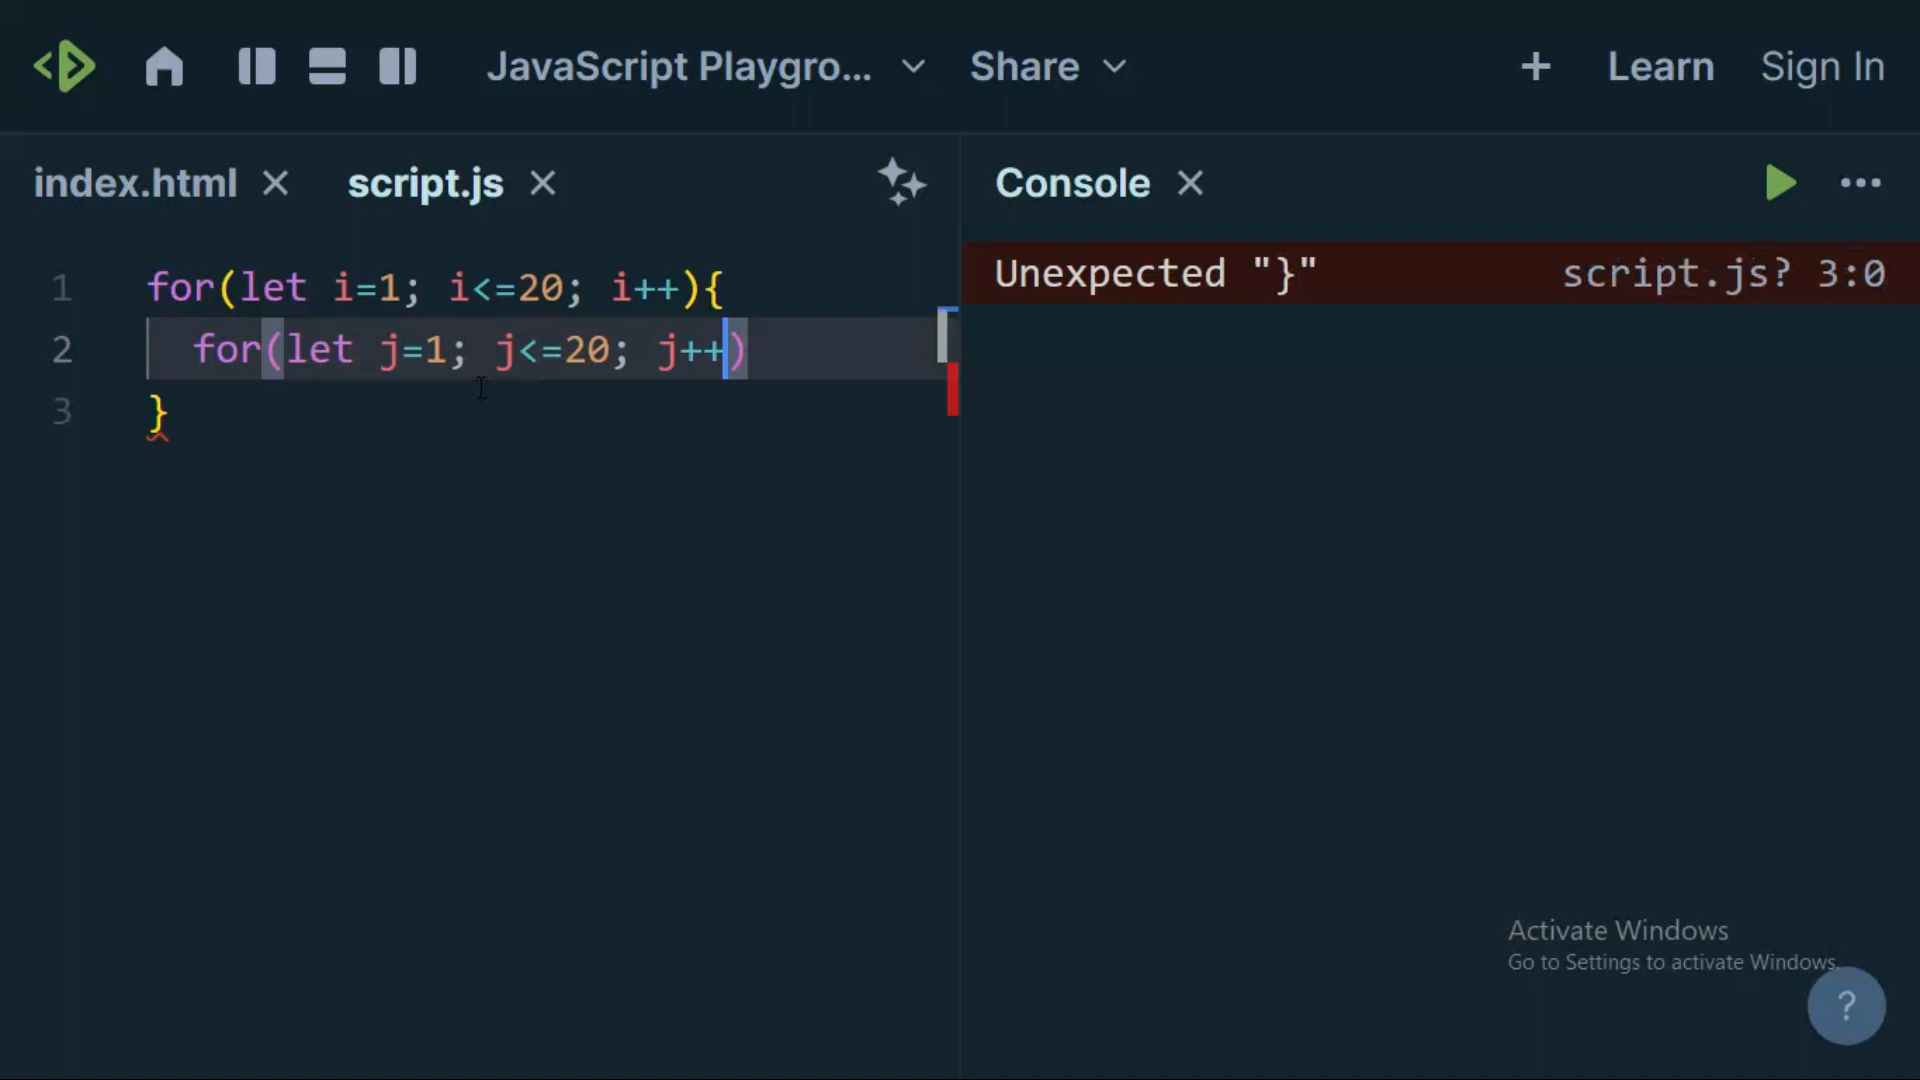 JavaScript Playgro... Share + Learn Sign In
index.html script.js Console
1 for(let i=1; i<=20; i++){
2 for(let j=1; j<=20; j++)
3 }
Unexpected "}" script.js? 3:0
Activate Windows
Go to Settings to activate Windows.
?